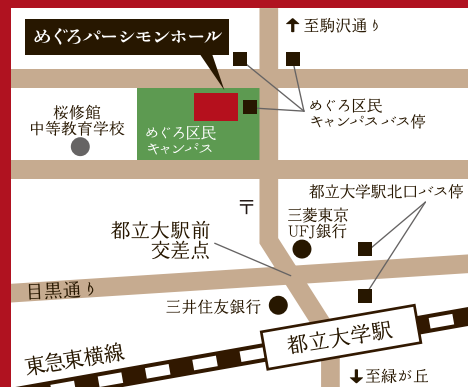 めぐろパーシモンホール
至駒沢通り
桜修館
中等教育学校
めぐろ区民
キャンパス
めぐろ区民
キャンパス バス停
〒
都立大学駅北口バス停
三菱東京
UFJ銀行
都立大駅前
交差点
目黒通り
三井住友銀行
都立大学駅
東急東横線
至緑が丘